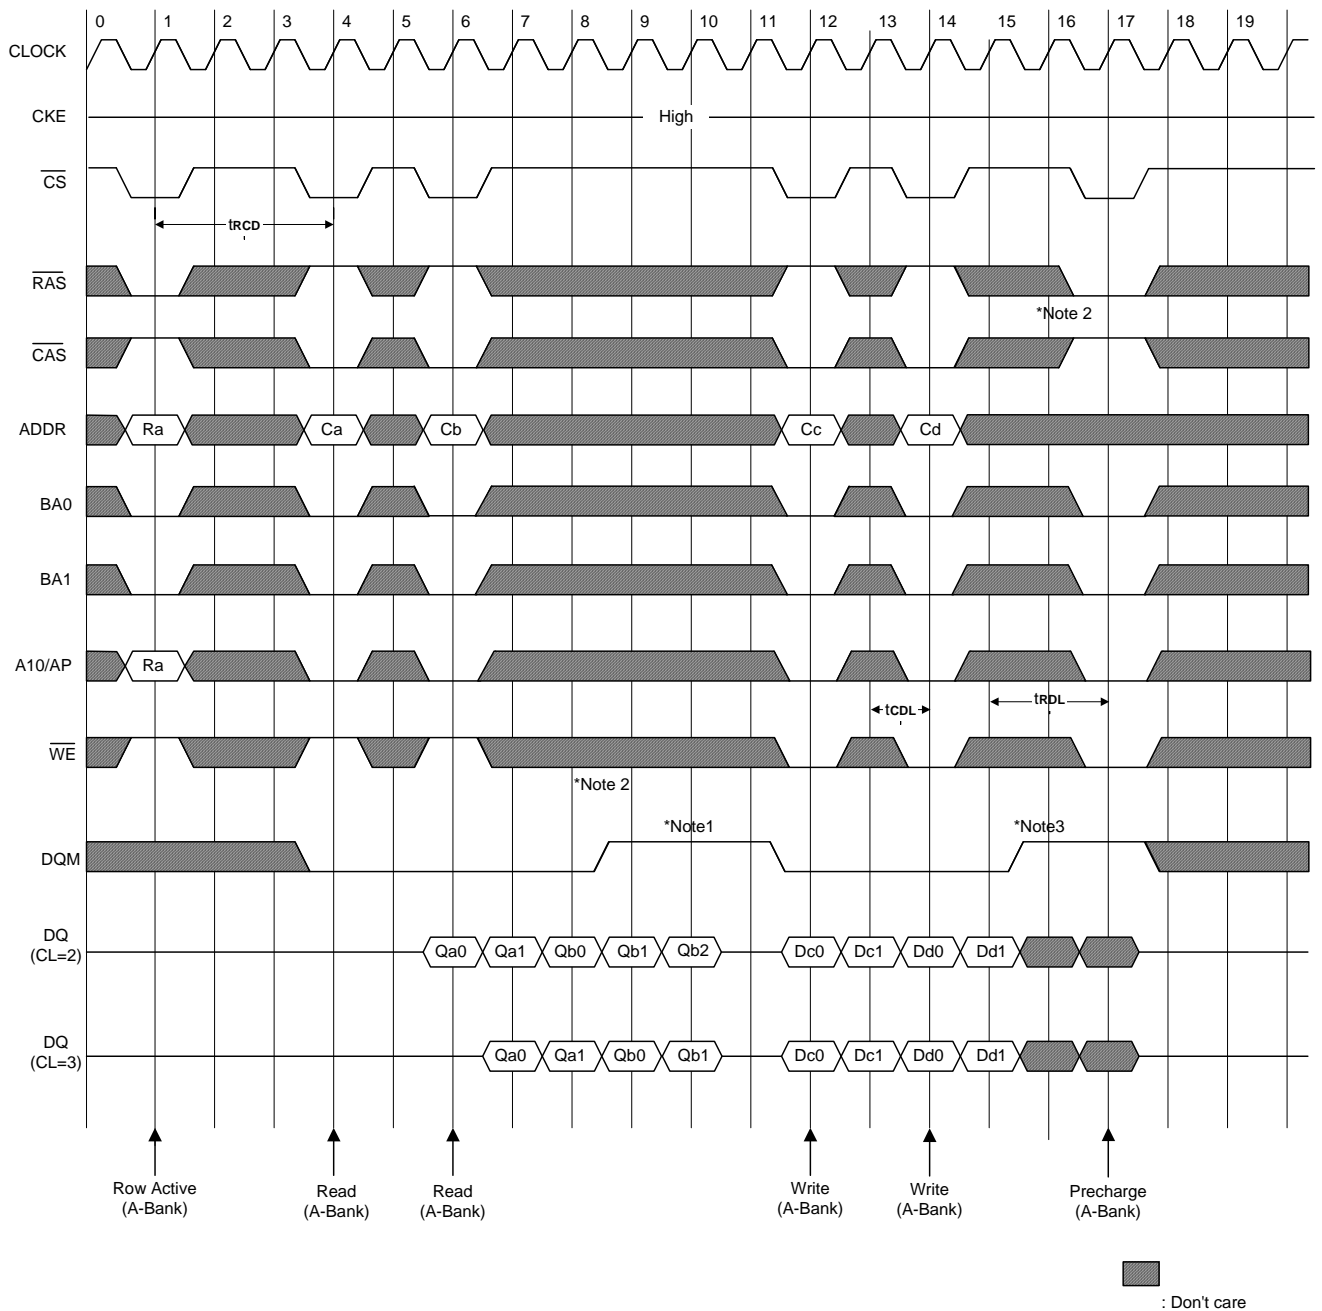 0 1 2 3 4 5 6 7 8 9 10 11 12 13 14 15 16 17 18 19
CLOCK
CKE High
CS
tRCD
RAS
*Note 2
CAS
ADDR Ra Ca Cb Cc Cd
BA0
BA1
A10/AP Ra
tCDL tRDL
WE
*Note 2
*Note1 *Note3
DQM
DQ
(CL=2) Qa0 Qa1 Qb0 Qb1 Qb2 Dc0 Dc1 Dd0 Dd1
DQ
(CL=3) Qa0 Qa1 Qb0 Qb1 Dc0 Dc1 Dd0 Dd1
Row Active
(A-Bank)
Read
(A-Bank)
Read
(A-Bank)
Write
(A-Bank)
Write
(A-Bank)
Precharge
(A-Bank)
: Don't care